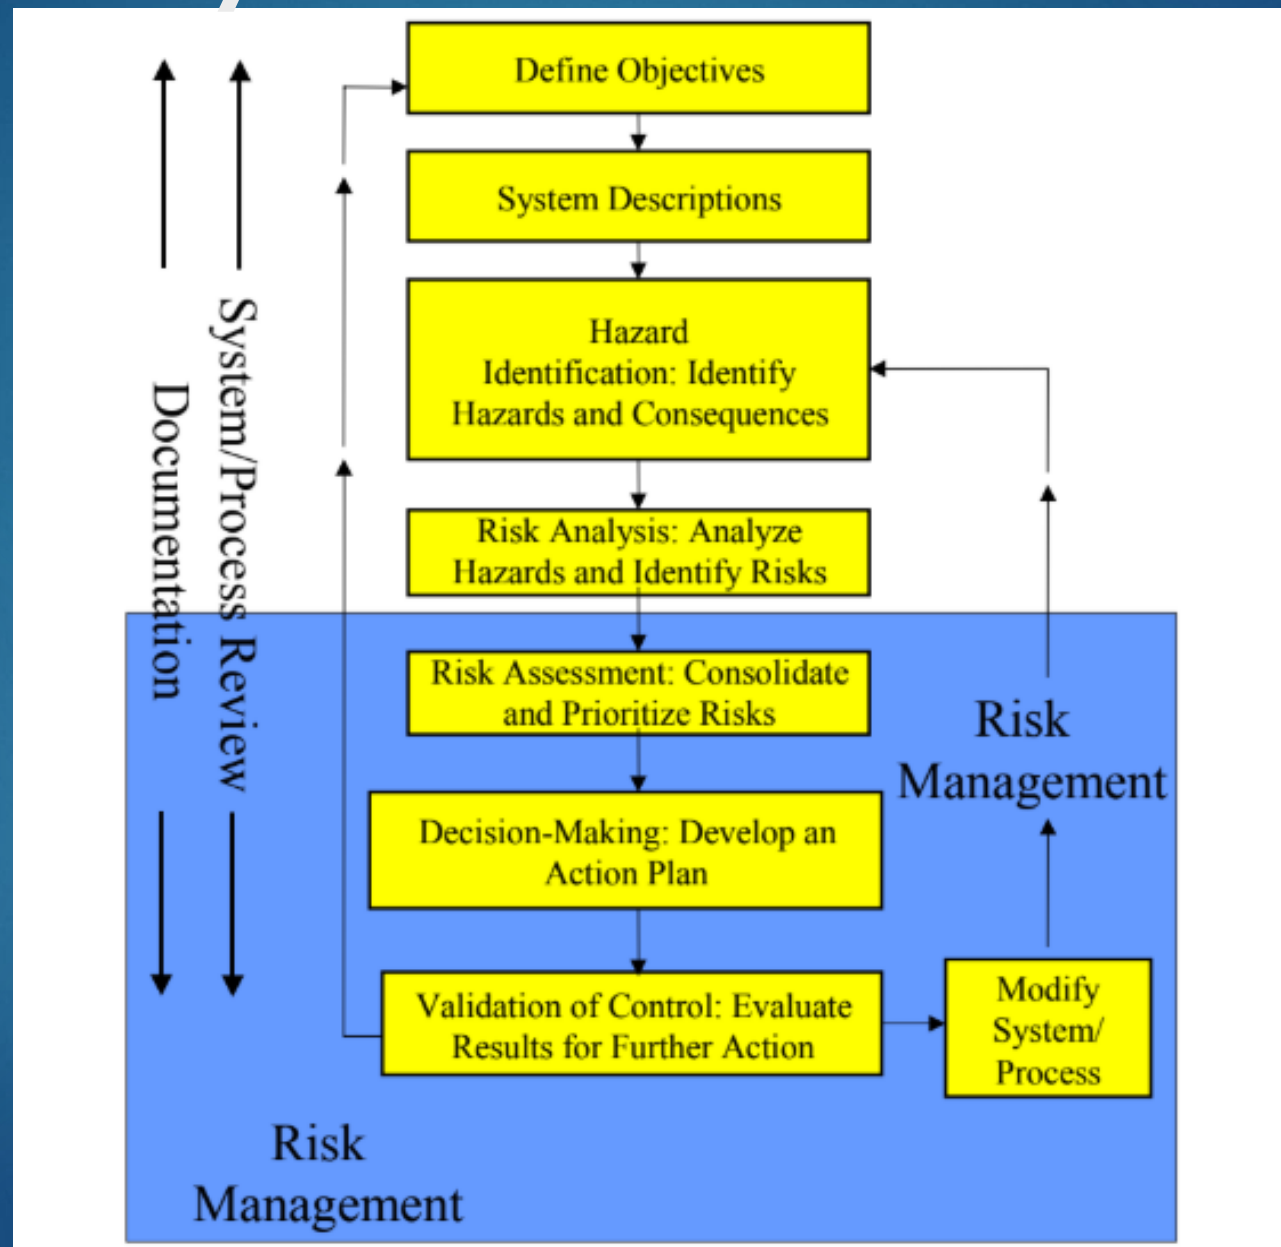 Define Objectives
System Descriptions
Hazard
Identification: Identify
Hazards and Consequences
Risk Analysis: Analyze
Hazards and Identify Risks
Risk Assessment: Consolidate
and Prioritize Risks
Decision-Making: Develop an
Action Plan
Validation of Control: Evaluate
Results for Further Action
Modify
System/
Process
System/Process Review
Documentation
Risk
Management
Risk
Management